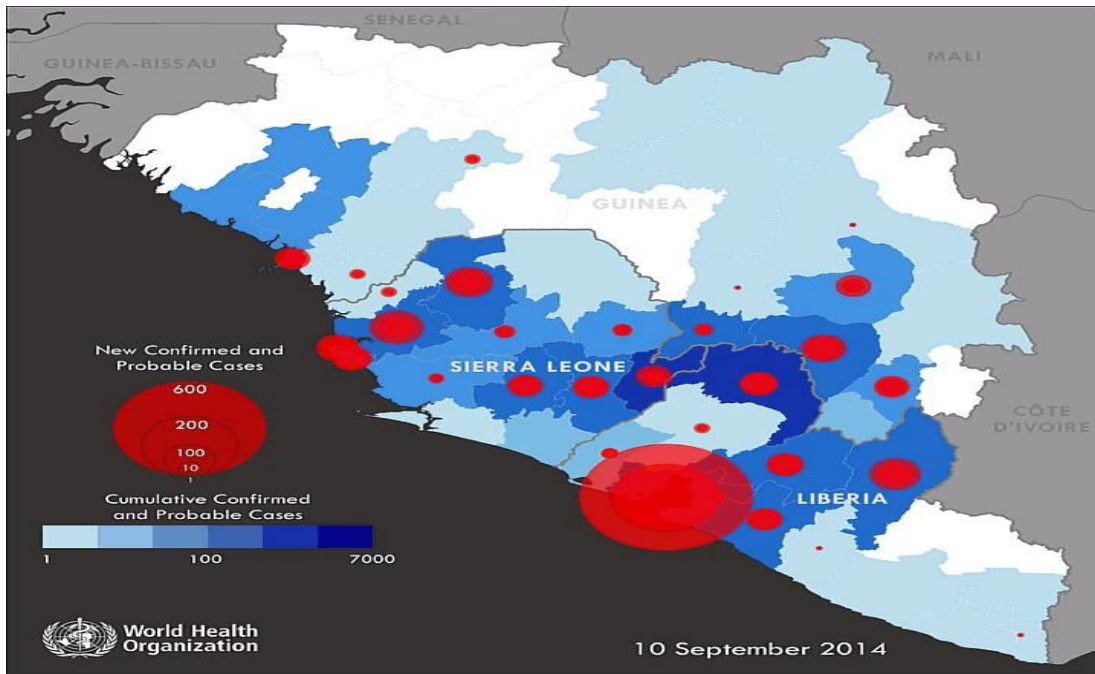 SENEGAL
GUINEA-BISSAU
MALI
GUINEA
New Confirmed and
Probable Cases
600
200
100
10
1
SIERRA LEONE
CÔTE
D'IVOIRE
LIBERIA
Cumulative Confirmed
and Probable Cases
1 100 7000
World Health
Organization
10 September 2014